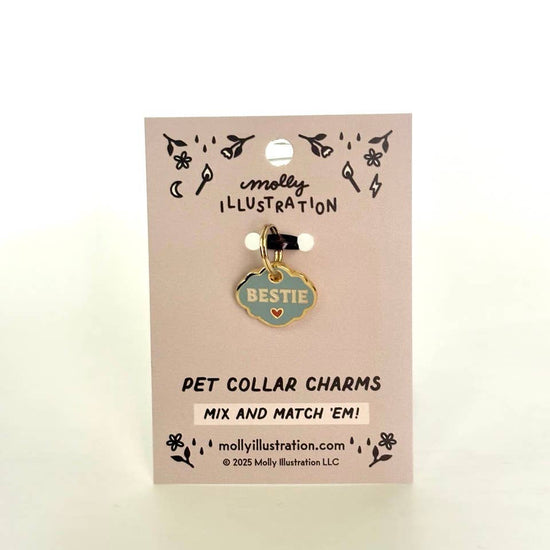 molly
ILLUSTRATION
BESTIE
PET COLLAR CHARMS
MIX AND MATCH 'EM!
mollyillustration.com
© 2025 Molly Illustration LLC